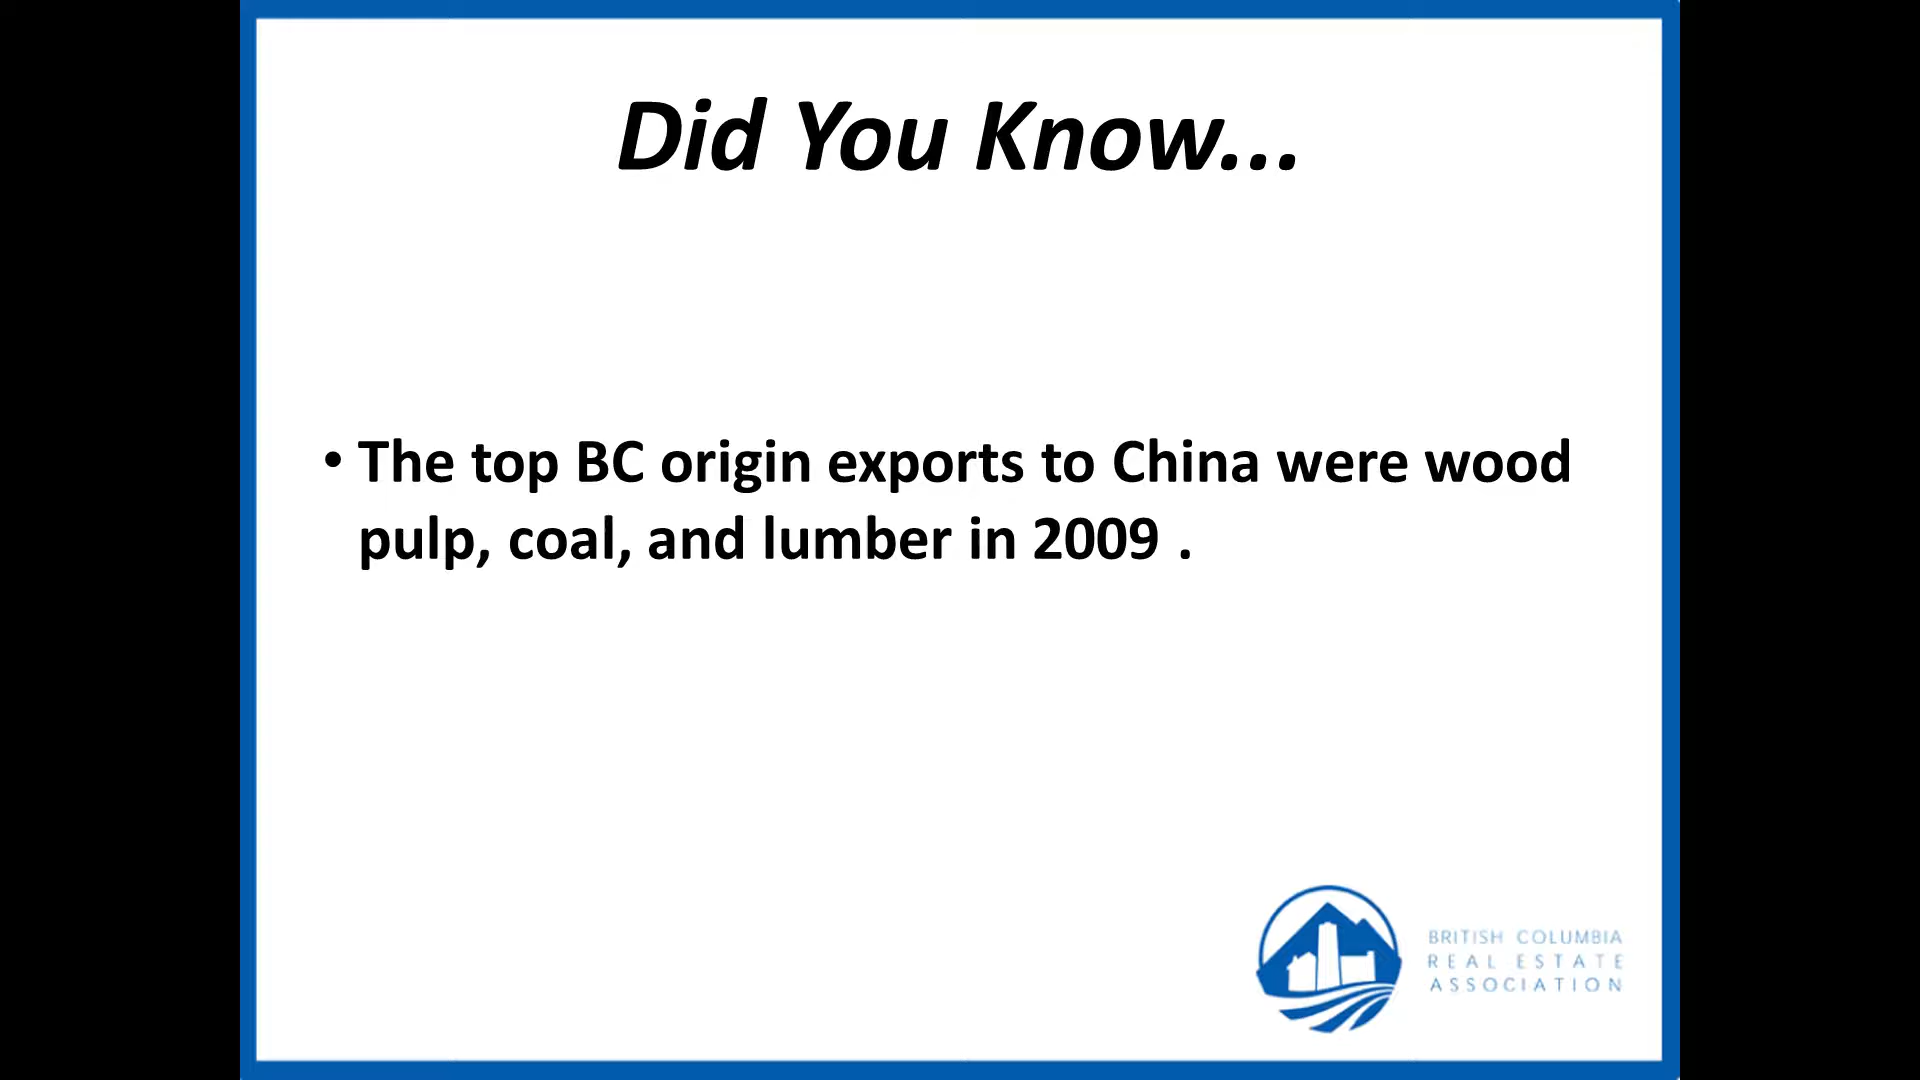 Did You Know...
• The top BC origin exports to China were wood
pulp, coal, and lumber in 2009 .
BRITISH COLUMBIA
REAL ESTATE
ASSOCIATION